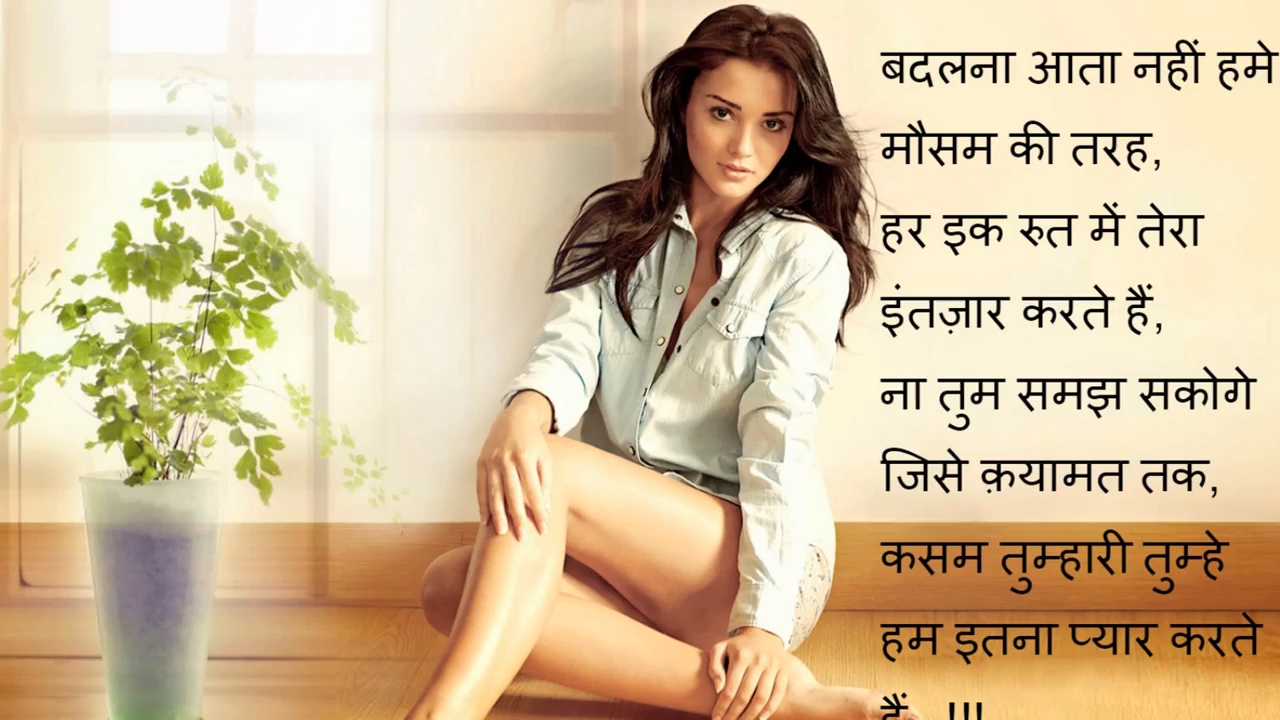 बदलना आता नहीं हमे
मौसम की तरह,
हर इक रुत में तेरा
इंतज़ार करते हैं,
ना तुम समझ सकोगे
जिसे क़यामत तक,
कसम तुम्हारी तुम्हे
हम इतना प्यार करते
हैं...!!!